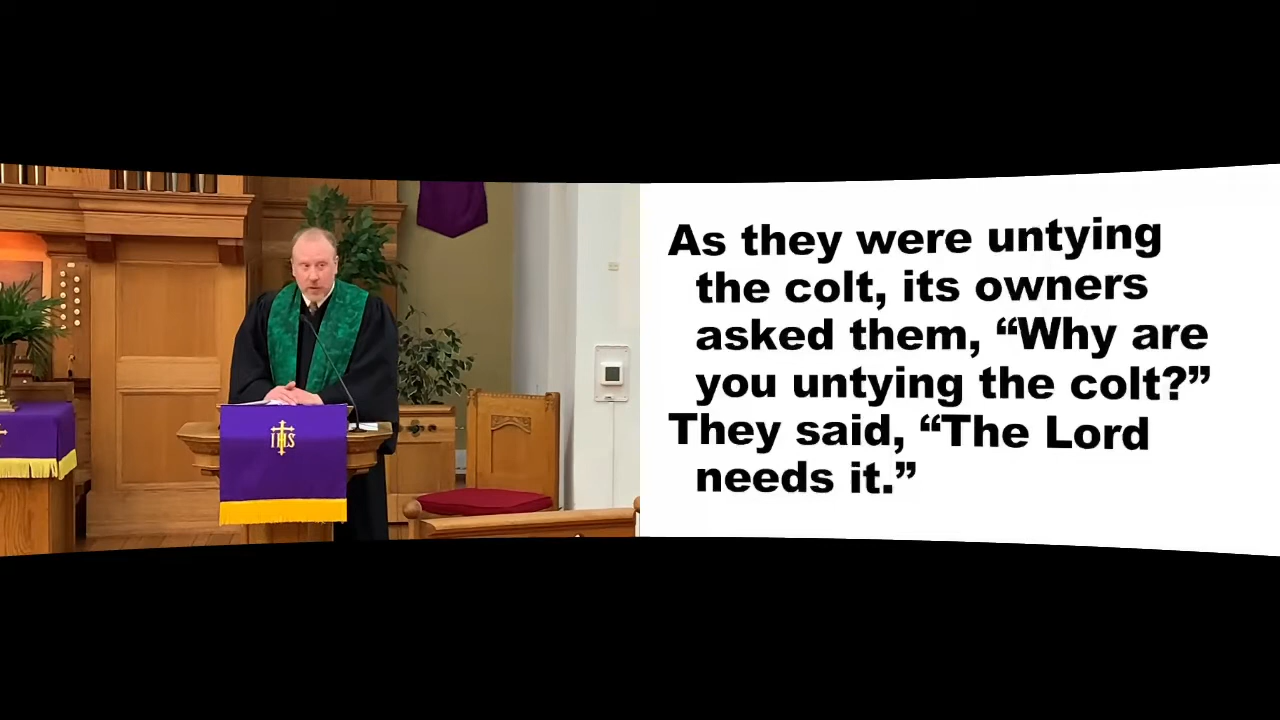 IHS
As they were untying
the colt, its owners
asked them, “Why are
you untying the colt?”
They said, “The Lord
needs it.”